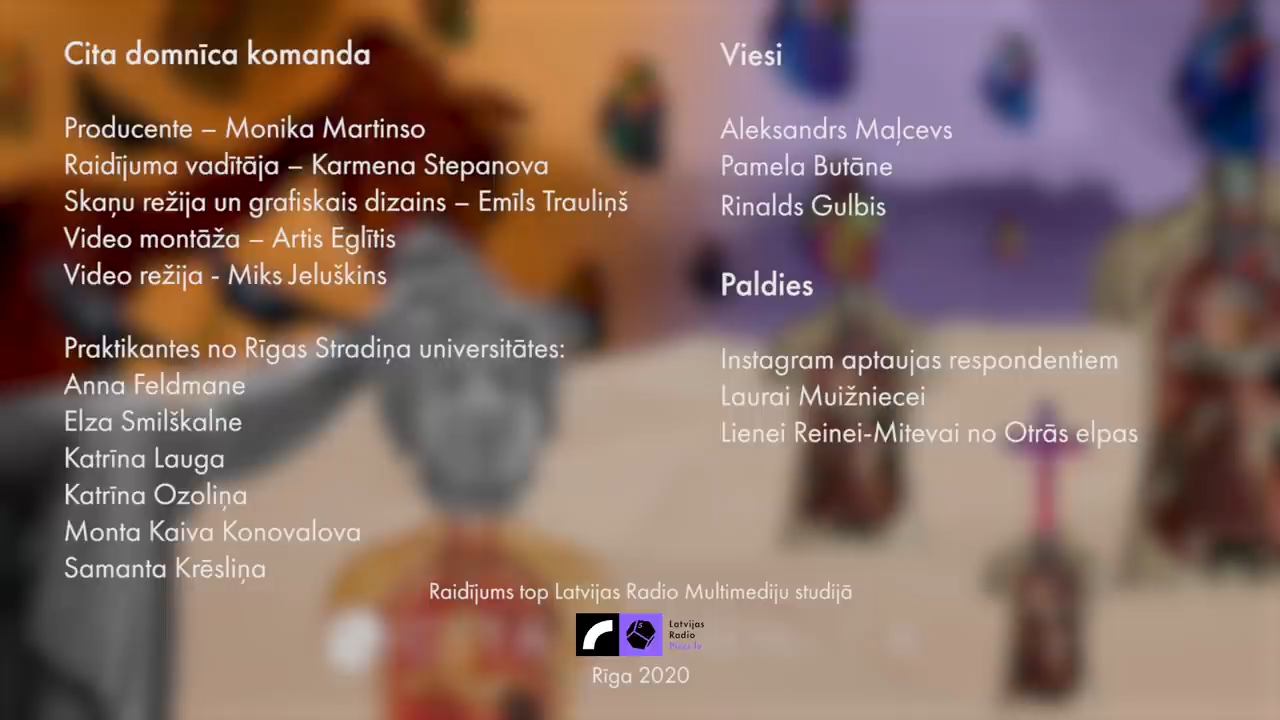 Cita domnīca komanda
Producente – Monika Martinso
Raidījuma vadītāja – Karmena Stepanova
Skaņu režija un grafiskais dizains – Emīls Trauliņš
Video montāža – Artis Eglītis
Video režija - Miks Jeluškins
Praktikantes no Rīgas Stradiņa universitātes:
Anna Feldmane
Elza Smilškalne
Katrīna Lauga
Katrīna Ozoliņa
Monta Kaiva Konovalova
Samanta Krēsliņa
Viesi
Aleksandrs Maļcevs
Pamela Butāne
Rinalds Gulbis
Paldies
Instagram aptaujas respondentiem
Laurai Muižniecei
Lienei Reinei-Mitevai no Otrās elpas
Raidījums top Latvijas Radio Multimediju studijā
5
Latvijas
Radio
Rīga 2020